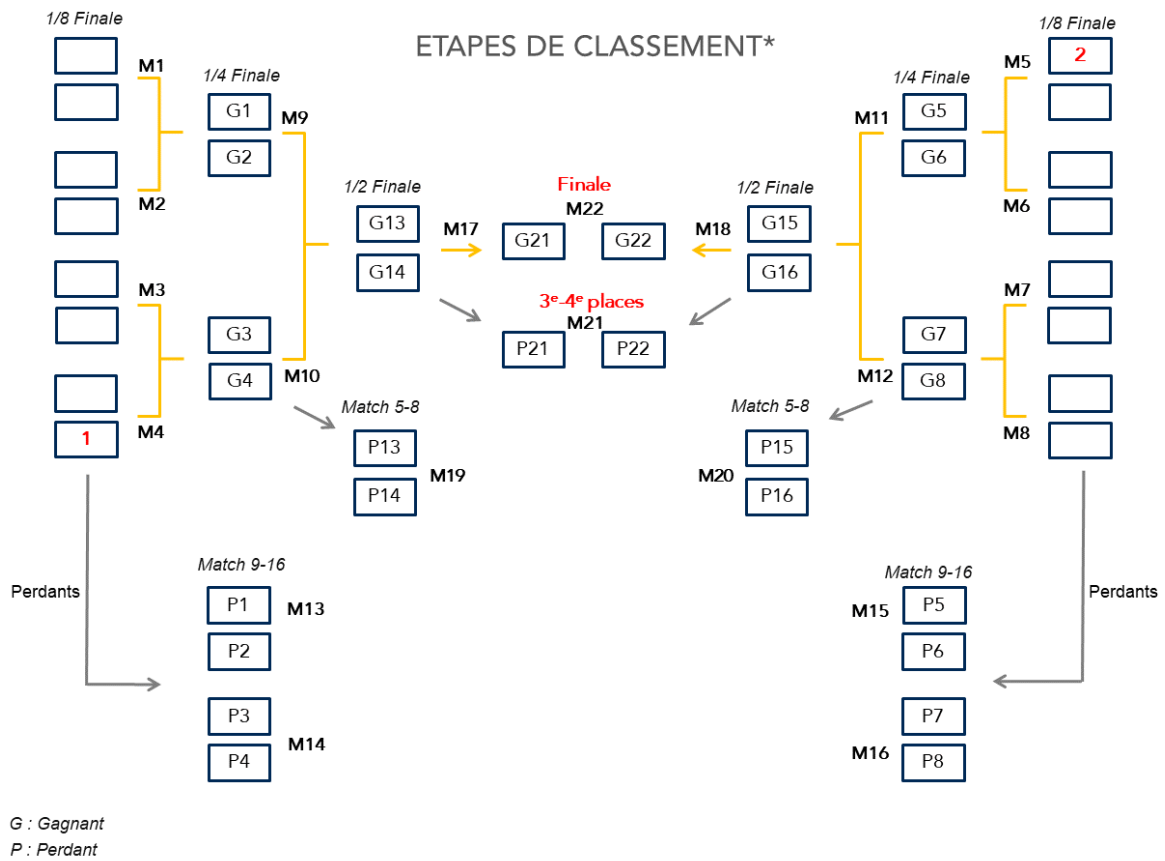 1/8 Finale
ETAPES DE CLASSEMENT*
1/8 Finale
M1
1/4 Finale
G1
M9
G2
M2
M3
G3
G4
M10
M4
1
1/2 Finale
G13
M17
G14
Finale
M22
G21
G22
3e-4e places
M21
P21
P22
1/2 Finale
M18
G15
G16
1/4 Finale
M11
G5
G6
M5
2
M6
M7
G7
M12
G8
M8
Match 5-8
P13
M19
P14
Match 5-8
P15
M20
P16
Perdants
Match 9-16
P1
M13
P2
P3
M14
P4
Match 9-16
P5
M15
P6
P7
M16
P8
Perdants
G : Gagnant
P : Perdant